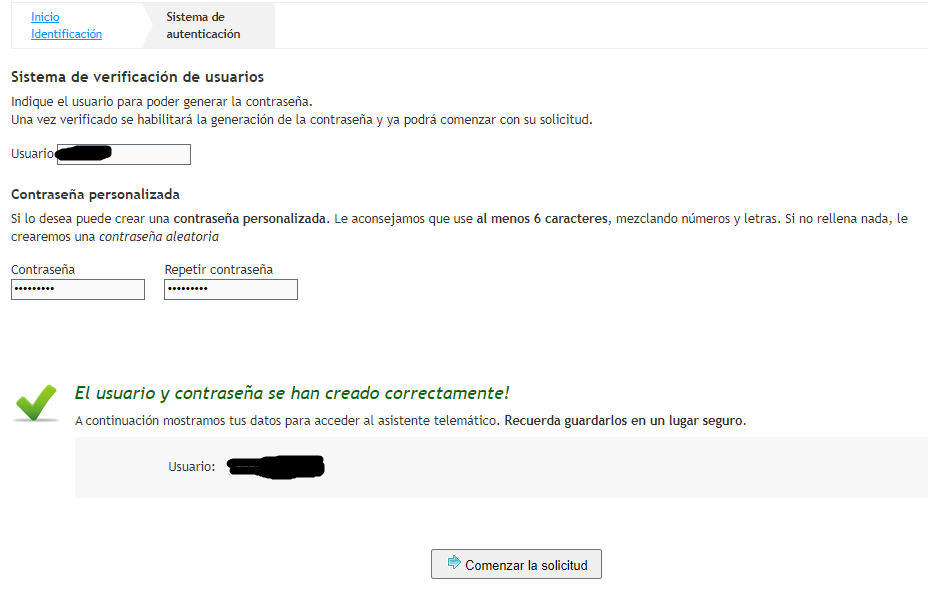 Inicio
Identificación
Sistema de
autenticación
Sistema de verificación de usuarios
Indique el usuario para poder generar la contraseña.
Una vez verificado se habilitará la generación de la contraseña y ya podrá comenzar con su solicitud.
Usuario
Contraseña personalizada
Si lo desea puede crear una contraseña personalizada. Le aconsejamos que use al menos 6 caracteres, mezclando números y letras. Si no rellena nada, le
crearemos una contraseña aleatoria
Contraseña Repetir contraseña
••••••••• •••••••••
El usuario y contraseña se han creado correctamente!
A continuación mostramos tus datos para acceder al asistente telemático. Recuerda guardarlos en un lugar seguro.
Usuario:
Comenzar la solicitud